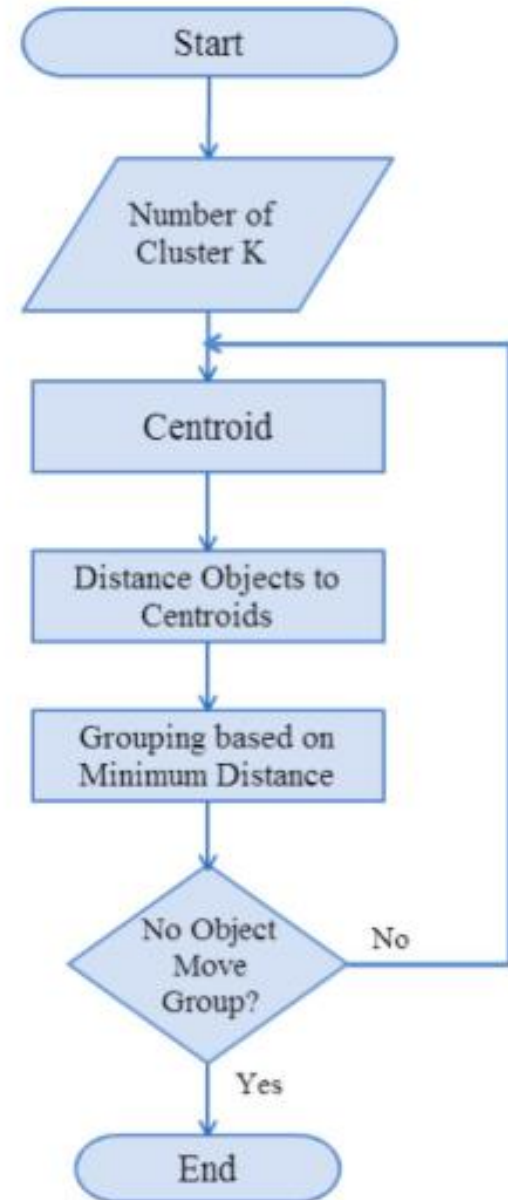 Start
Number of
Cluster K
Centroid
Distance Objects to
Centroids
Grouping based on
Minimum Distance
No Object
Move
Group?
No
Yes
End